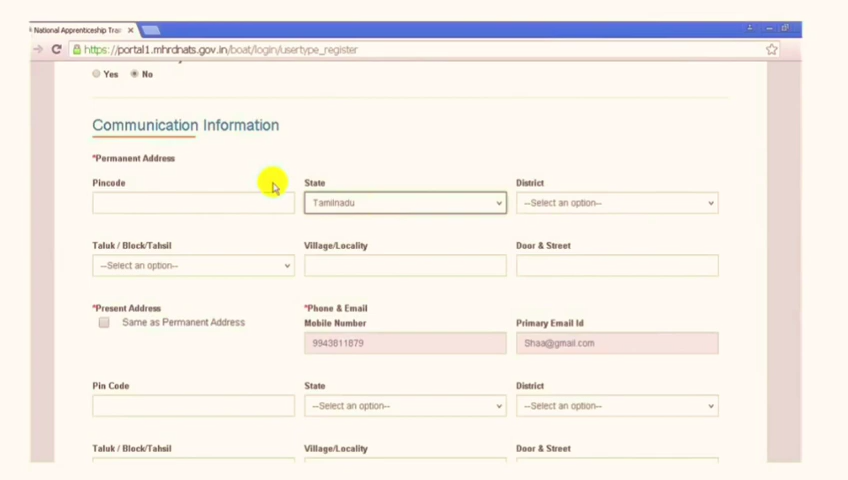 National Apprenticeship Trai
https://portal1.mhrdnats.gov.in/boat/login/usertype_register
Yes No
Communication Information
*Permanent Address
Pincode State District
Tamilnadu --Select an option--
Taluk / Block/Tahsil Village/Locality Door & Street
--Select an option--
*Present Address *Phone & Email
Same as Permanent Address Mobile Number Primary Email Id
9943811879 Shaa@gmail.com
Pin Code State District
--Select an option-- --Select an option--
Taluk / Block/Tahsil Village/Locality Door & Street